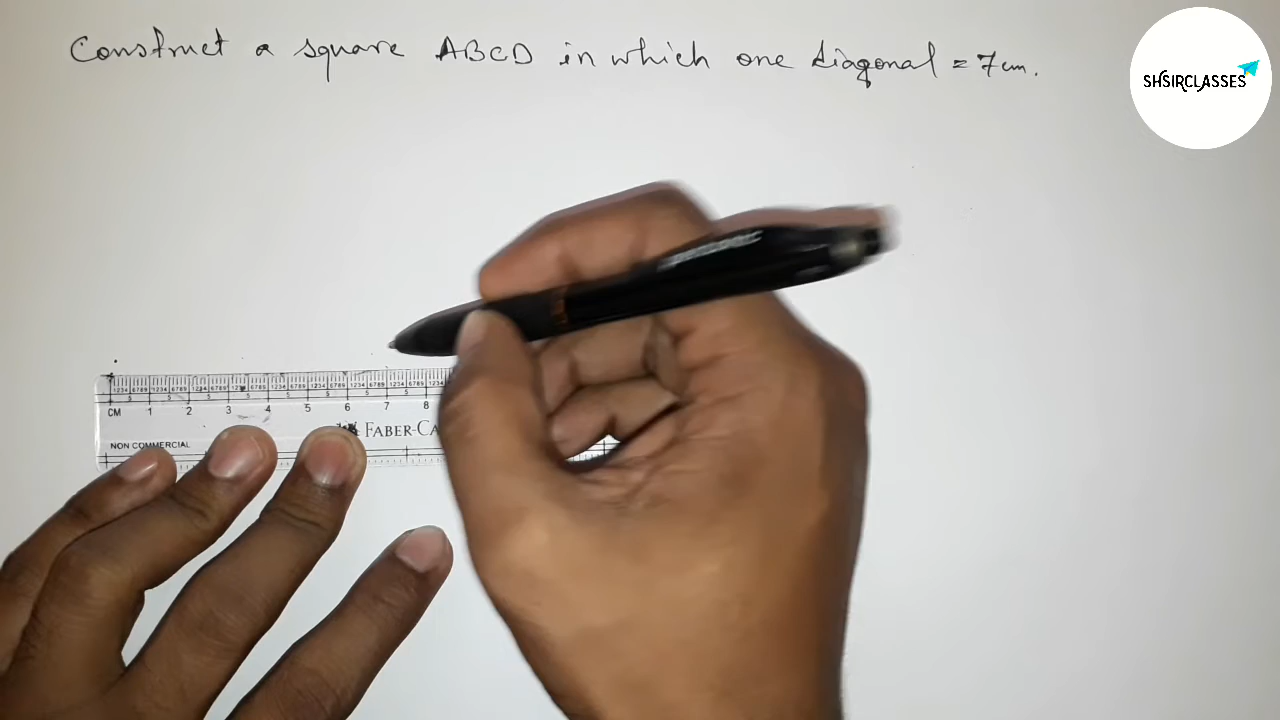 Construct a square ABCD in which one diagonal = 7cm.
SHSIRCLASSES
CM 1 2 3 4 5 6 7 8
FABER-CA
NON COMMERCIAL